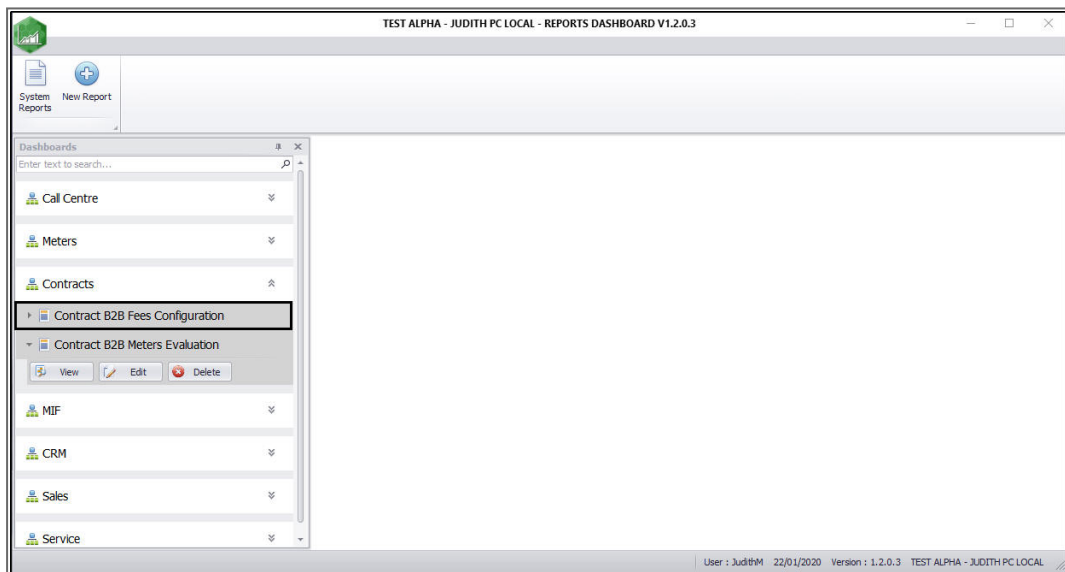 TEST ALPHA - JUDITH PC LOCAL - REPORTS DASHBOARD V1.2.0.3
System Reports
New Report
Dashboards
Enter text to search...
Call Centre
Meters
Contracts
Contract B2B Fees Configuration
Contract B2B Meters Evaluation
View Edit Delete
MIF
CRM
Sales
Service
User : JudithM 22/01/2020 Version : 1.2.0.3 TEST ALPHA - JUDITH PC LOCAL